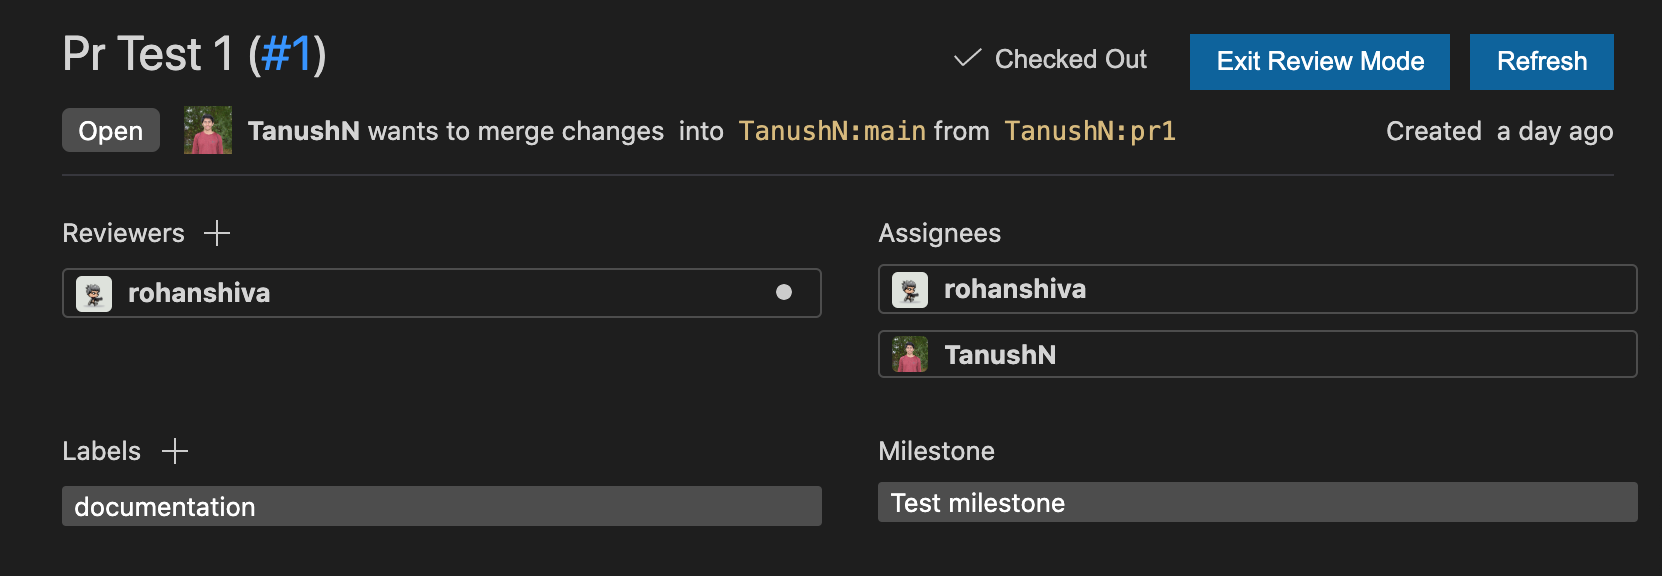 Pr Test 1 (#1)
Checked Out
Exit Review Mode
Refresh
Open
TanushN wants to merge changes into TanushN:main from TanushN:pr1
Created a day ago
Reviewers
rohanshiva
Assignees
rohanshiva
TanushN
Labels
documentation
Milestone
Test milestone